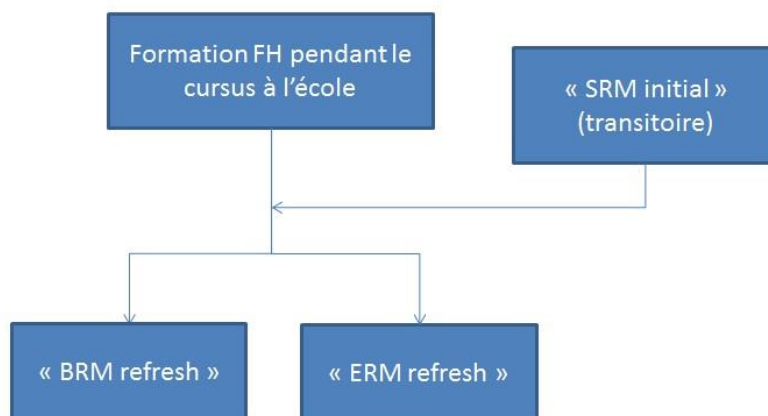 Formation FH pendant le
cursus à l'école
« SRM initial »
(transitoire)
« BRM refresh »
« ERM refresh »